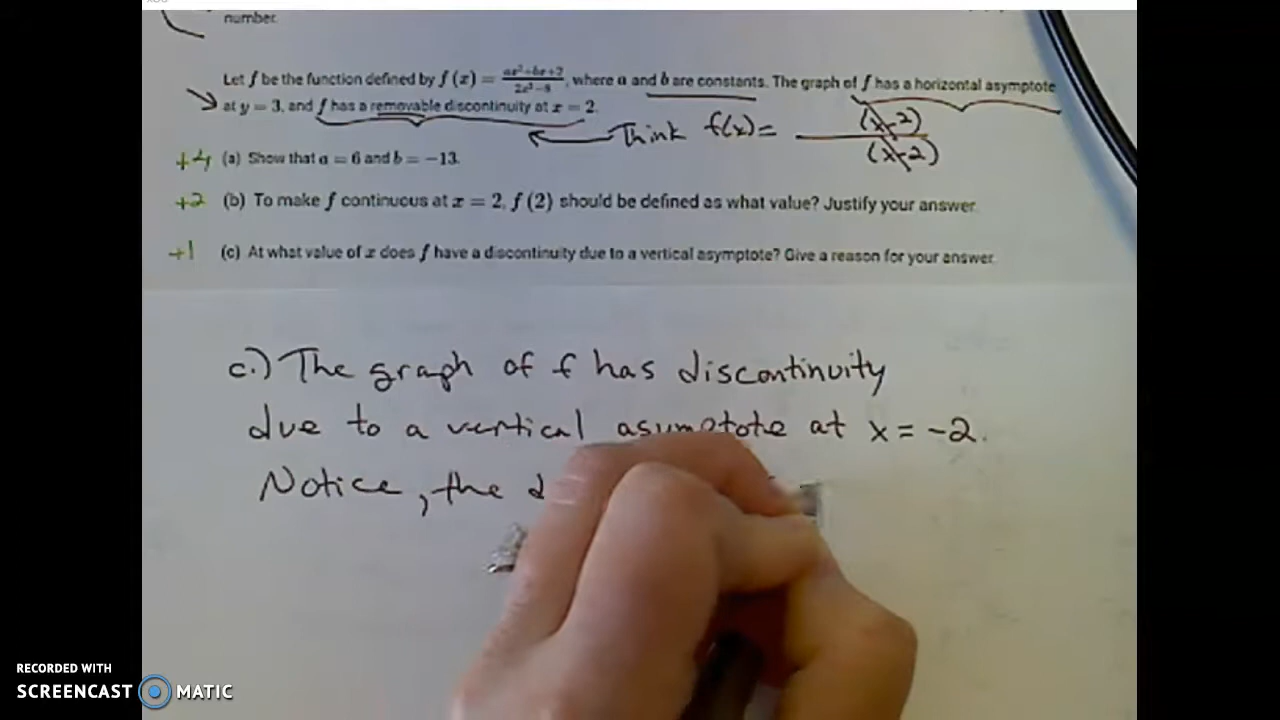 number.
Let f be the function defined by f(x) = (ax²+bx+2)/(2x²−8), where a and b are constants. The graph of f has a horizontal asymptote
at y = 3, and f has a removable discontinuity at x = 2.
Think f(x) = (x-2)/(x-2)
+4 (a) Show that a = 6 and b = −13.
+2 (b) To make f continuous at x = 2, f(2) should be defined as what value? Justify your answer.
+1 (c) At what value of x does f have a discontinuity due to a vertical asymptote? Give a reason for your answer.
c.) The graph of f has discontinuity
due to a vertical asymptote at x = -2.
Notice, the
RECORDED WITH
SCREENCAST MATIC